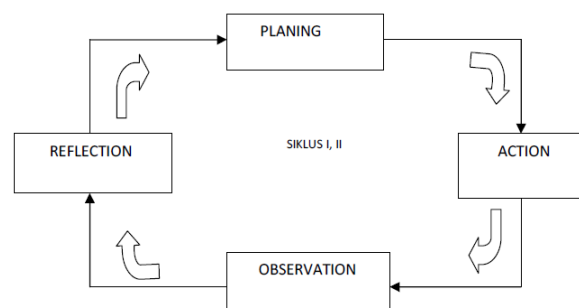 PLANING
REFLECTION
SIKLUS I, II
ACTION
OBSERVATION